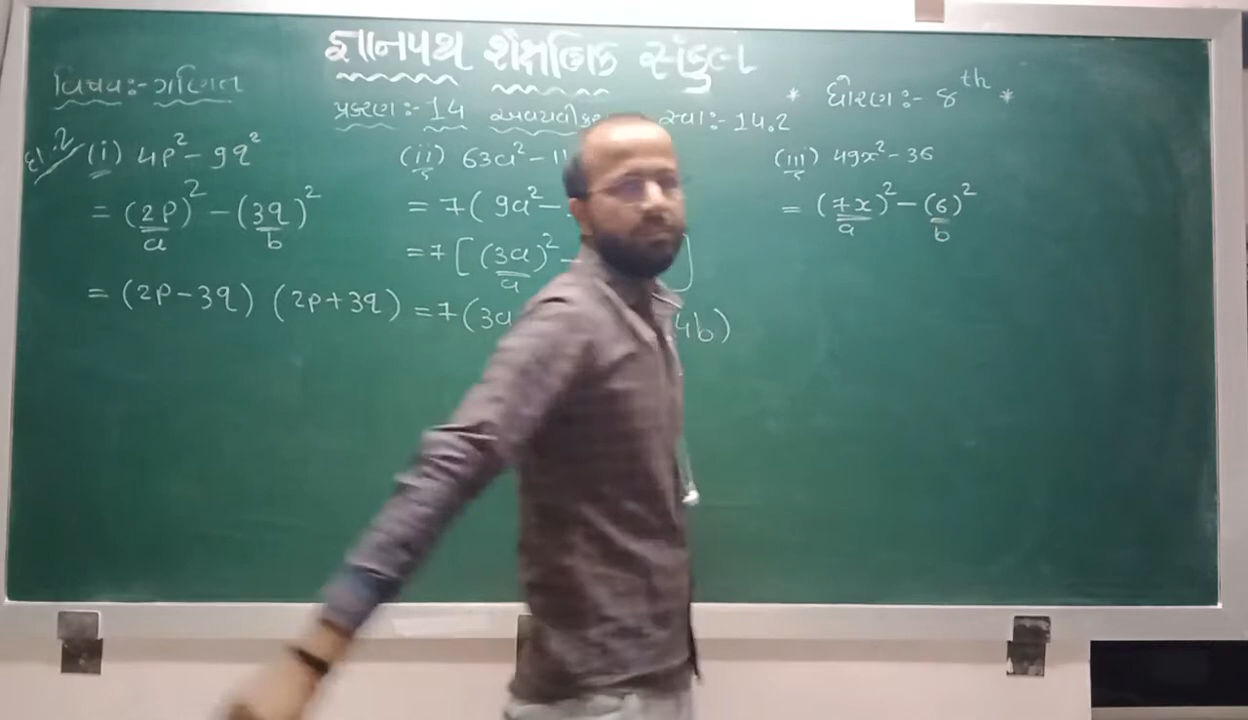 જ્ઞાનપથ શૈક્ષણિક સંકુલ
વિષય:- ગણિત
* ધોરણ:- 8th *
પ્રકરણ:- 14 સ્વા:- 14.2
દા.2 (i) 4p² - 9q²
= (2p)² - (3q)²
a b
= (2p - 3q) (2p + 3q)
(ii) 63a² - 11
= 7 ( 9a² -
= 7 [ (3a)² - ]
a
= 7 (3a 4b)
(iii) 49x² - 36
= (7x)² - (6)²
a b